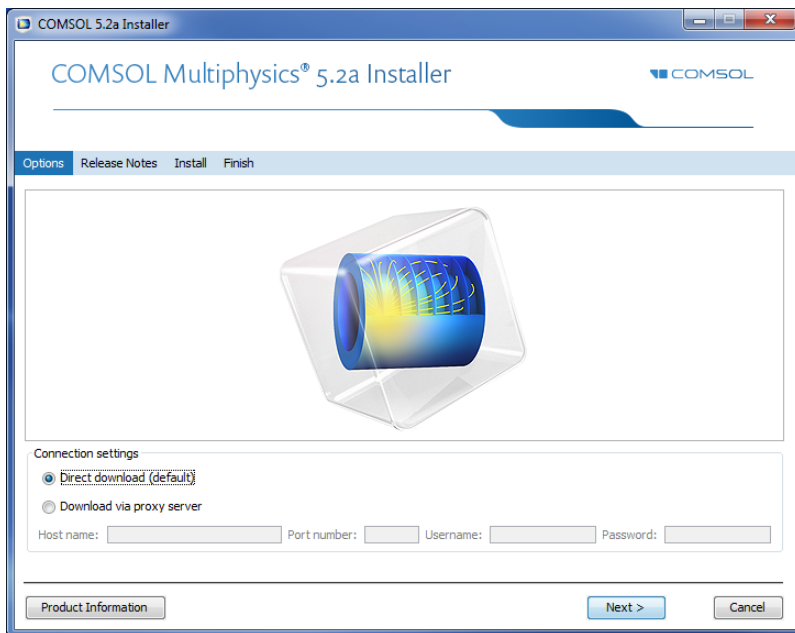 COMSOL 5.2a Installer
COMSOL Multiphysics® 5.2a Installer
COMSOL
Options Release Notes Install Finish
Connection settings
Direct download (default)
Download via proxy server
Host name: Port number: Username: Password:
Product Information Next > Cancel